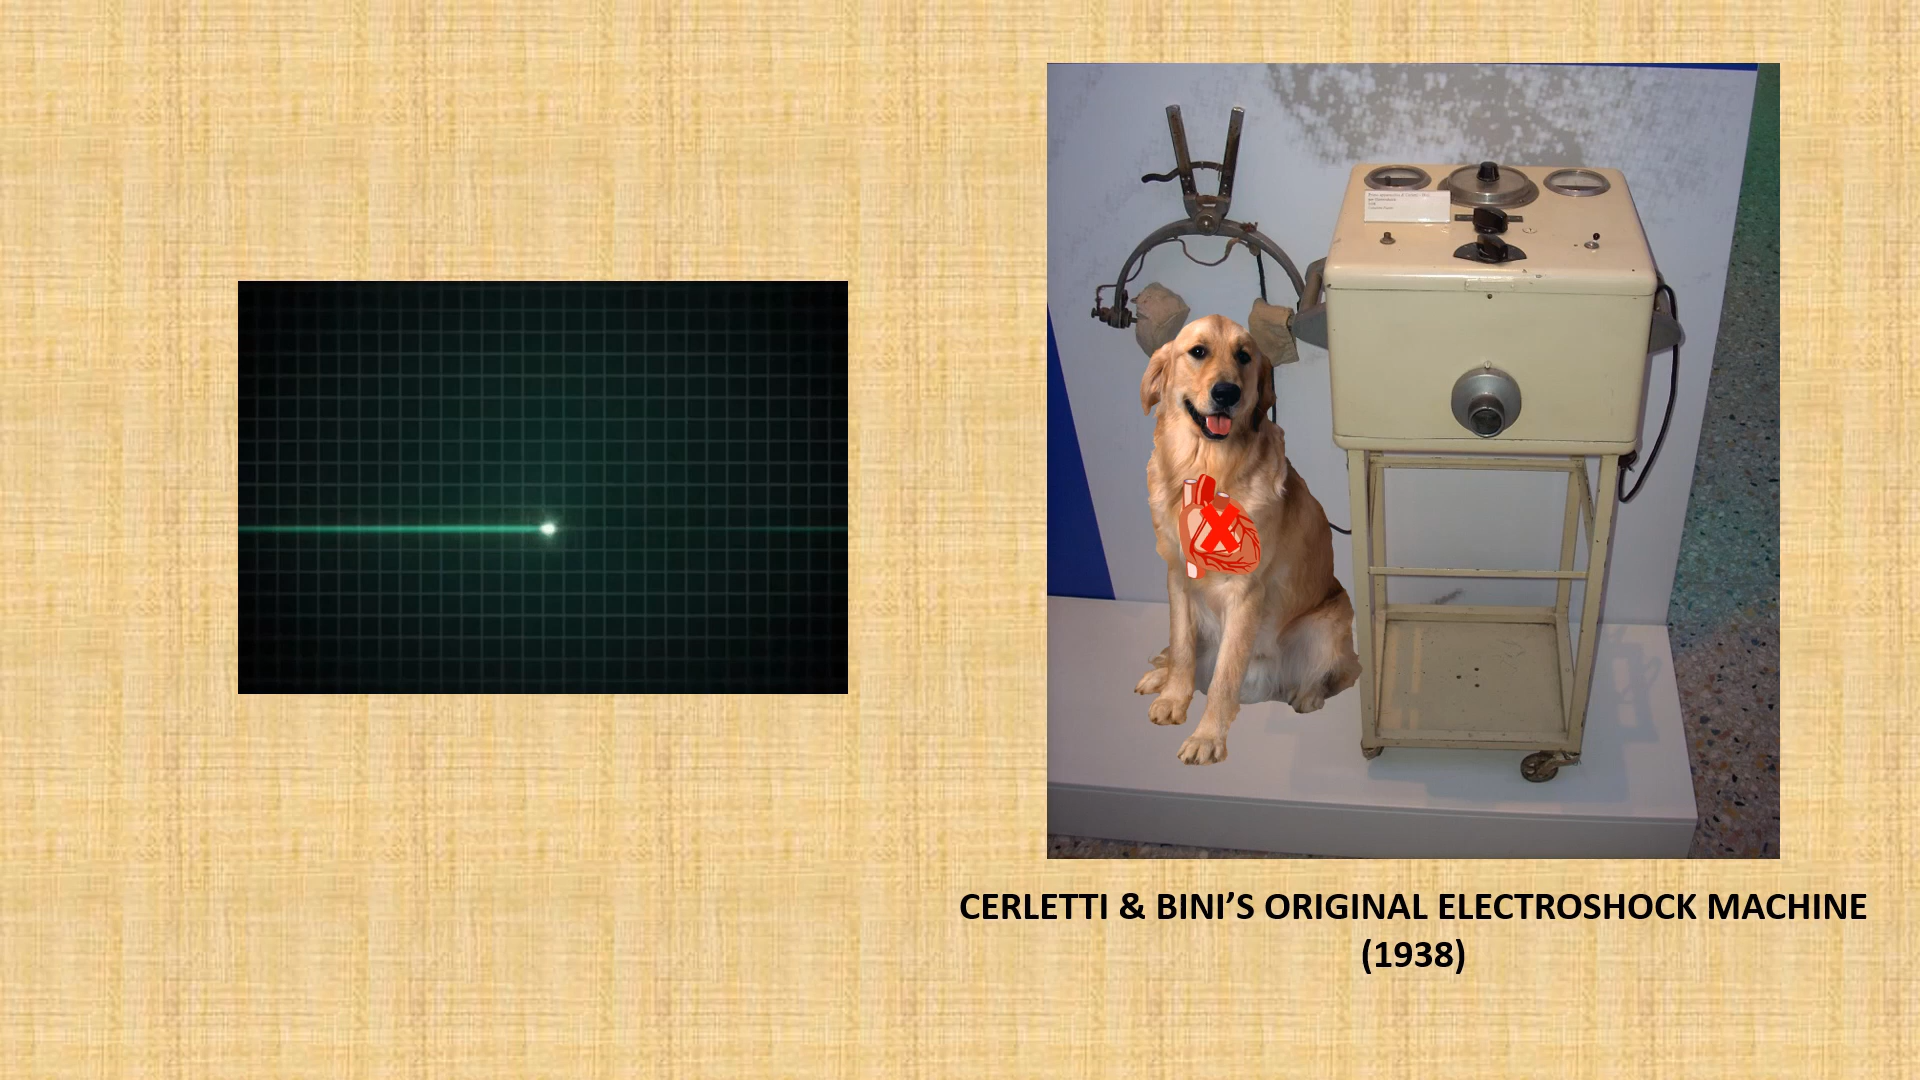 CERLETTI & BINI’S ORIGINAL ELECTROSHOCK MACHINE
(1938)